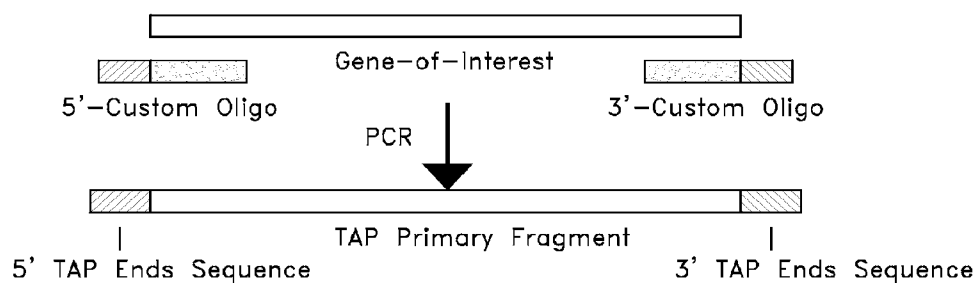 Gene-of-Interest
5'-Custom Oligo
3'-Custom Oligo
PCR
TAP Primary Fragment
5' TAP Ends Sequence
3' TAP Ends Sequence